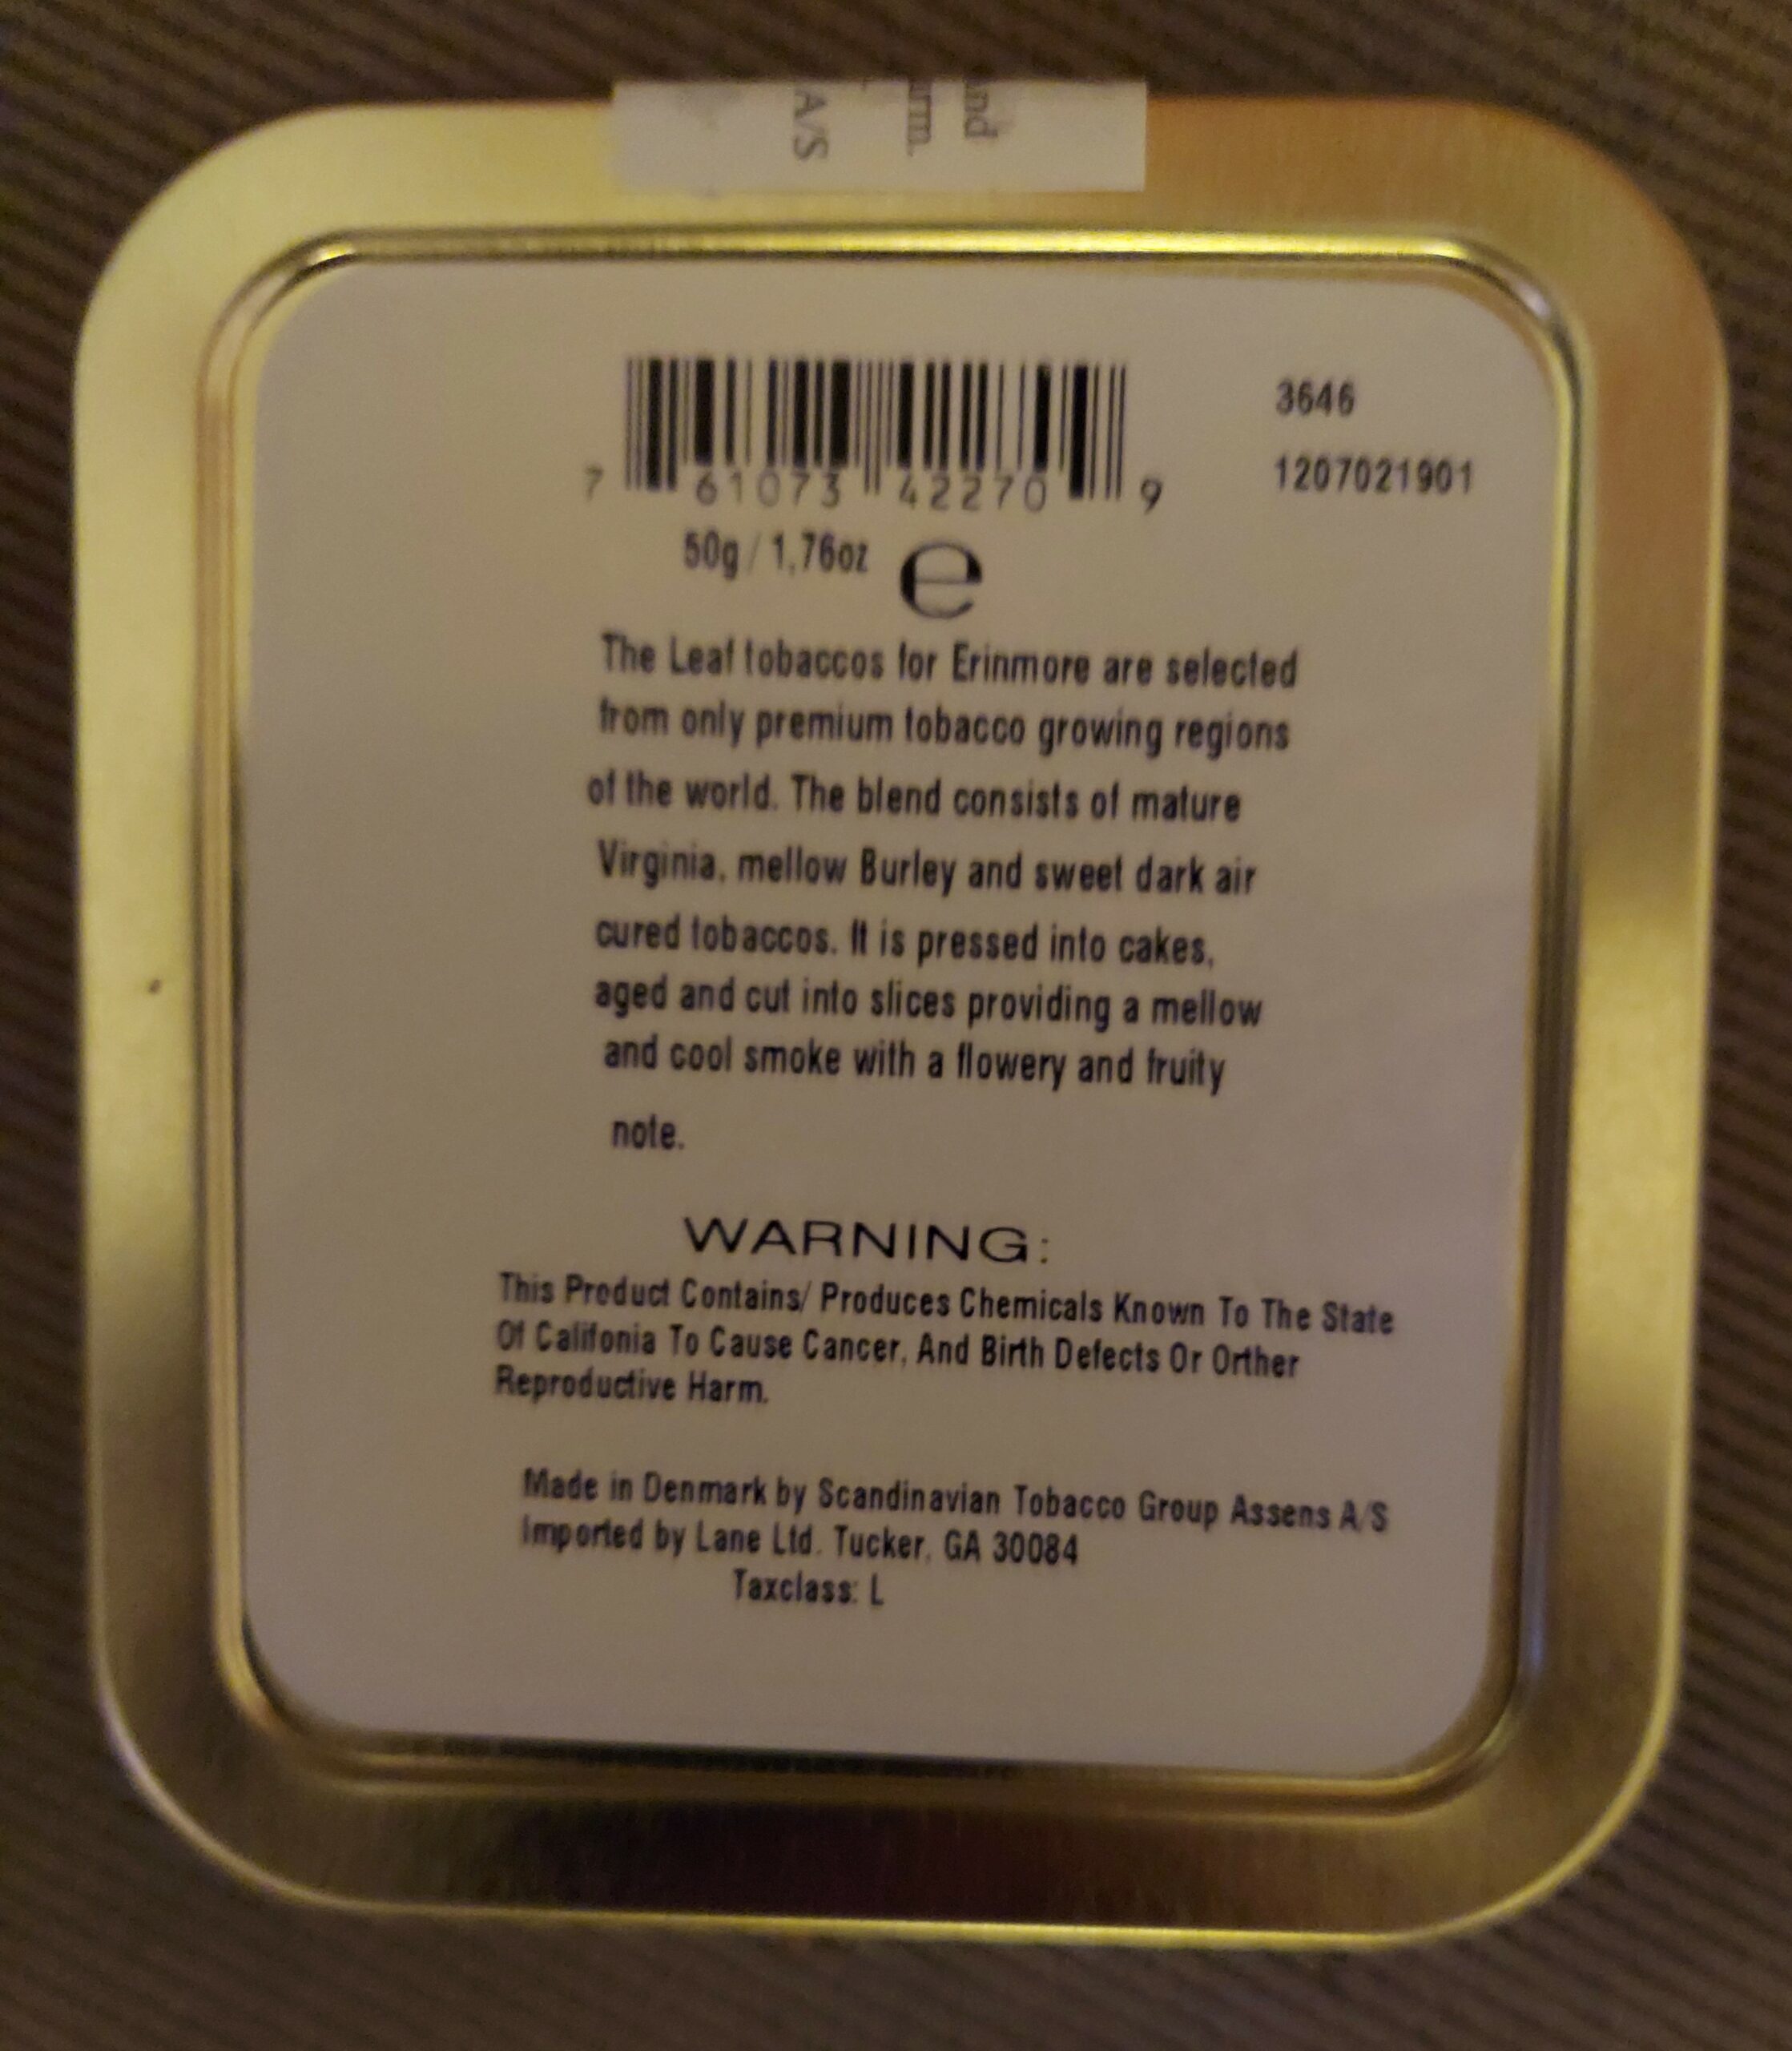 and
arm.
A/S
7 61073 42270 9
3646
1207021901
50g / 1,76oz e
The Leaf tobaccos for Erinmore are selected
from only premium tobacco growing regions
of the world. The blend consists of mature
Virginia, mellow Burley and sweet dark air
cured tobaccos. It is pressed into cakes,
aged and cut into slices providing a mellow
and cool smoke with a flowery and fruity
note.
WARNING:
This Product Contains/ Produces Chemicals Known To The State
Of Califonia To Cause Cancer, And Birth Defects Or Orther
Reproductive Harm.
Made in Denmark by Scandinavian Tobacco Group Assens A/S
Imported by Lane Ltd. Tucker, GA 30084
Taxclass: L